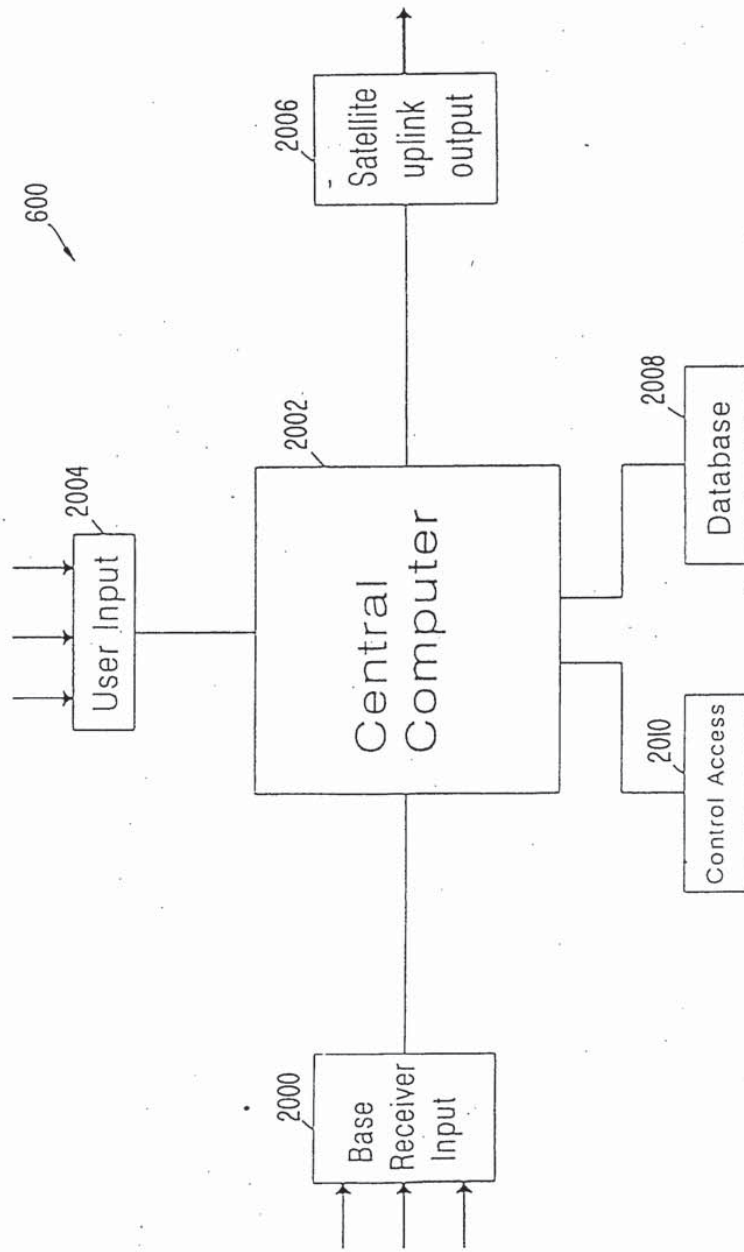 600
2004
User Input
2006
Satellite
uplink
output
2002
Central
Computer
2000
Base
Receiver
Input
2010
Control Access
2008
Database